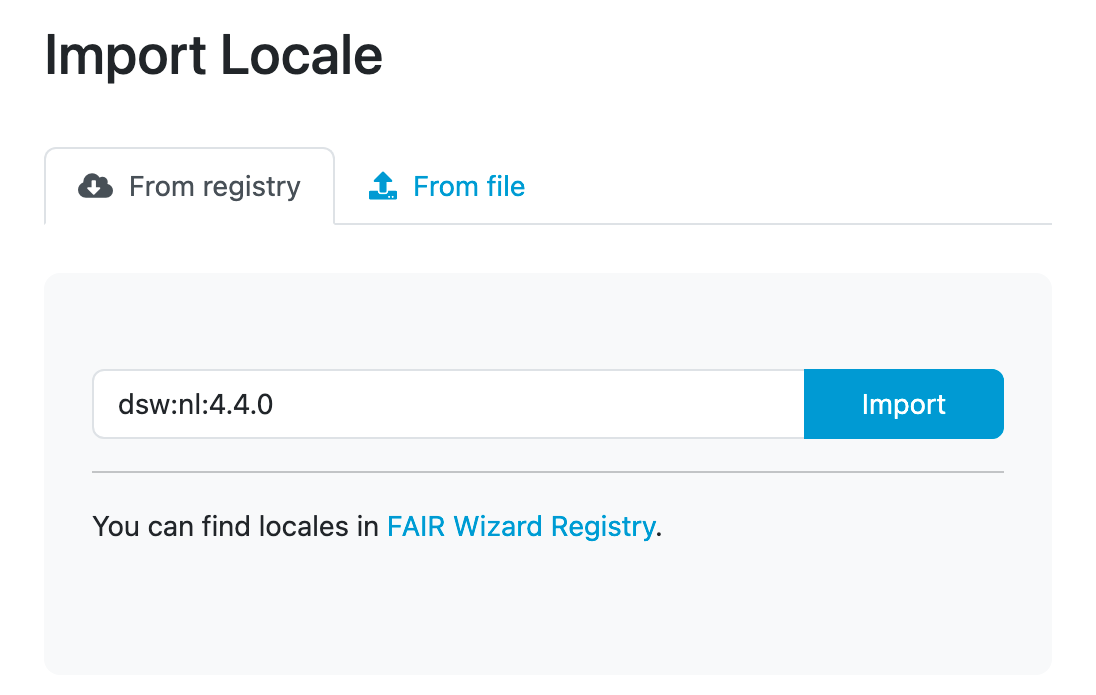 Import Locale
From registry
From file
dsw:nl:4.4.0
Import
You can find locales in FAIR Wizard Registry.